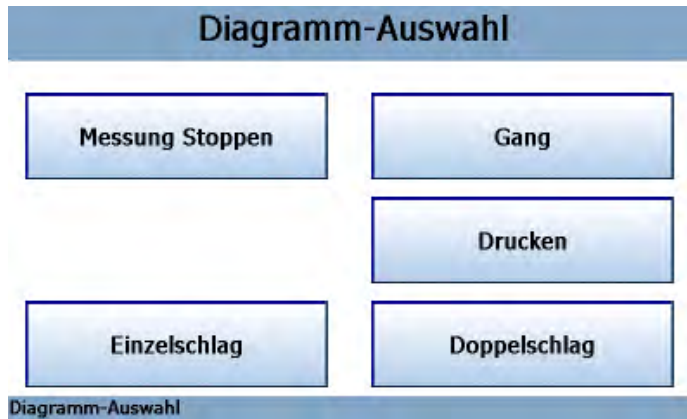 Diagramm-Auswahl
Messung Stoppen
Gang
Drucken
Einzelschlag
Doppelschlag
Diagramm-Auswahl